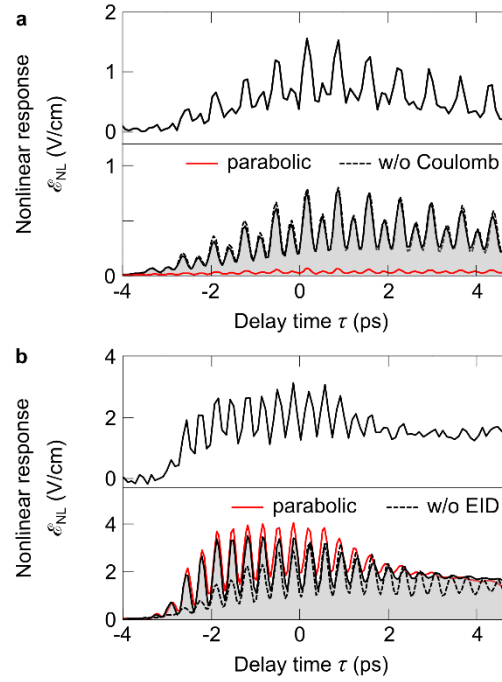 a
Nonlinear response
ℰNL (V/cm)
2
1
0
parabolic
w/o Coulomb
1
0
-4
-2
0
2
4
Delay time τ (ps)
b
Nonlinear response
ℰNL (V/cm)
4
2
0
parabolic
w/o EID
4
2
0
-4
-2
0
2
4
Delay time τ (ps)